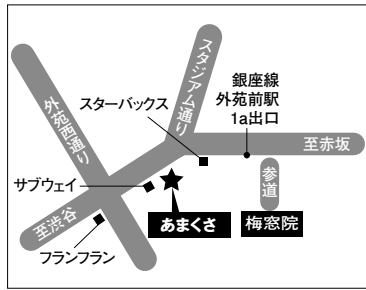 スタジアム通り
外苑西通り
スターバックス
銀座線
外苑前駅
1a出口
至赤坂
参道
サブウェイ
あまくさ
梅窓院
至渋谷
フランフラン